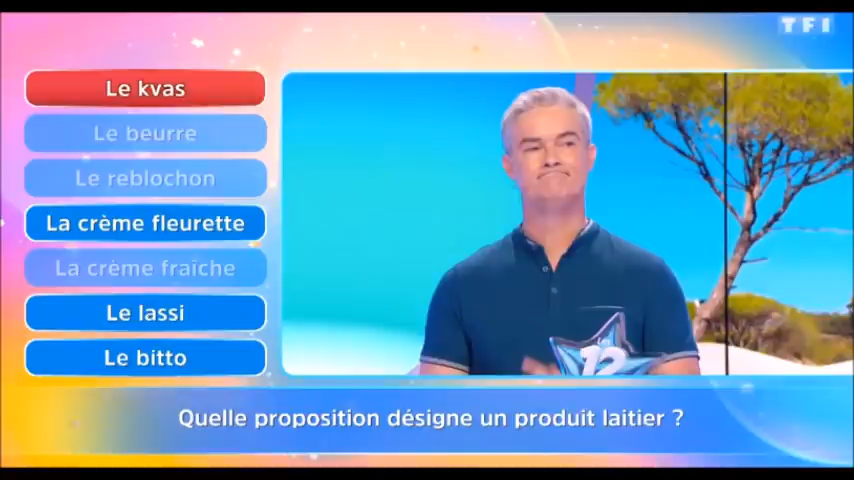 TF1
Le kvas
Le beurre
Le reblochon
La crème fleurette
La crème fraîche
Le lassi
Le bitto
12
Quelle proposition désigne un produit laitier ?